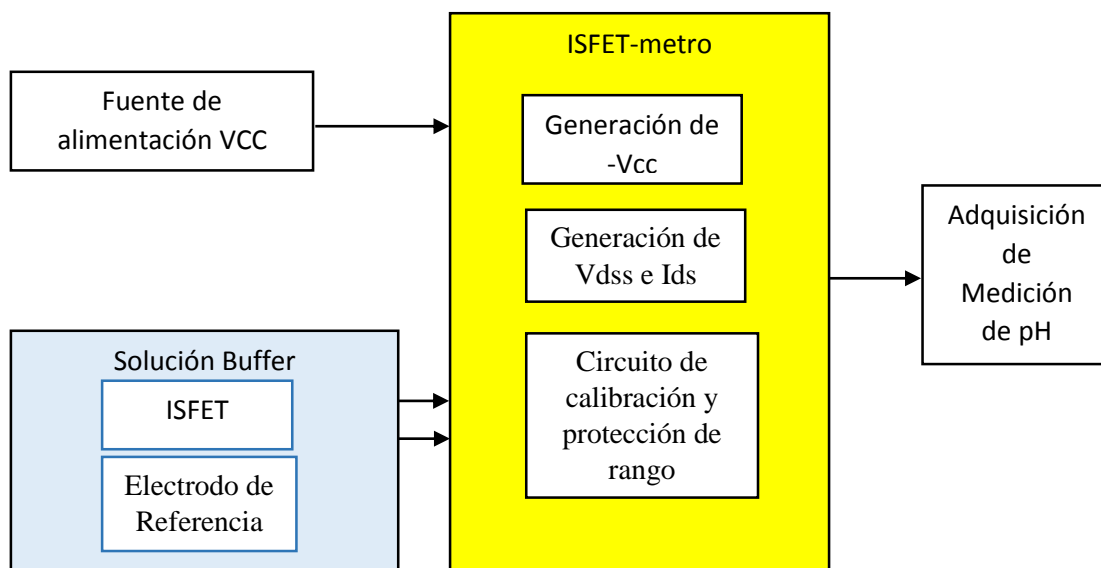 ISFET-metro
Fuente de
alimentación VCC
Generación de
-Vcc
Generación de
Vdss e Ids
Circuito de
calibración y
protección de
rango
Adquisición
de
Medición
de pH
Solución Buffer
ISFET
Electrodo de
Referencia